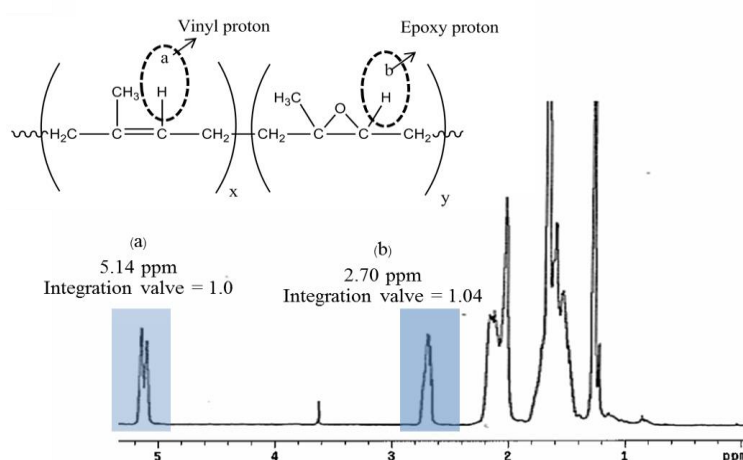 Vinyl proton
Epoxy proton
a
b
CH3
H
H3C
O
H
H2C
C
C
CH2
CH2
C
C
CH2
x
y
(a)
5.14 ppm
Integration valve = 1.0
(b)
2.70 ppm
Integration valve = 1.04
5
4
3
2
1
ppm